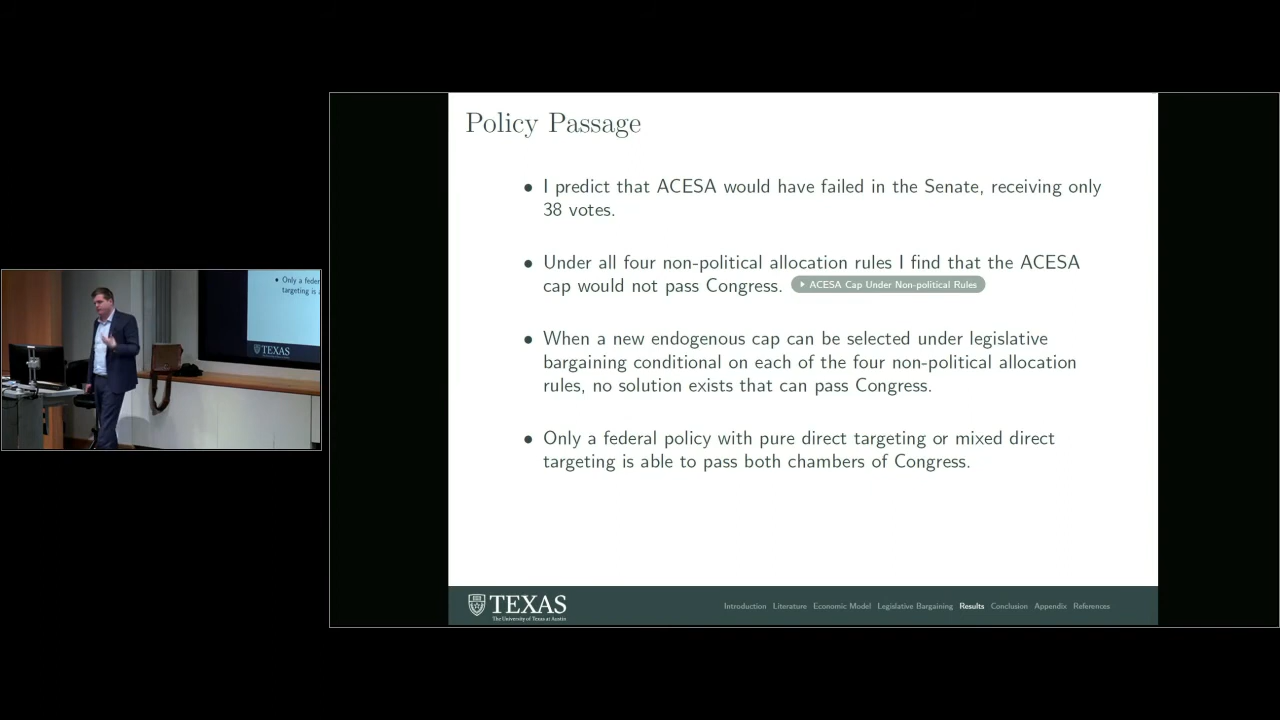 Policy Passage
• I predict that ACESA would have failed in the Senate, receiving only
38 votes.
• Under all four non-political allocation rules I find that the ACESA
cap would not pass Congress. ACESA Cap Under Non-political Rules
• When a new endogenous cap can be selected under legislative
bargaining conditional on each of the four non-political allocation
rules, no solution exists that can pass Congress.
• Only a federal policy with pure direct targeting or mixed direct
targeting is able to pass both chambers of Congress.
TEXAS
The University of Texas at Austin
Introduction Literature Economic Model Legislative Bargaining Results Conclusion Appendix References
• Only a feder
targeting is
TEXAS